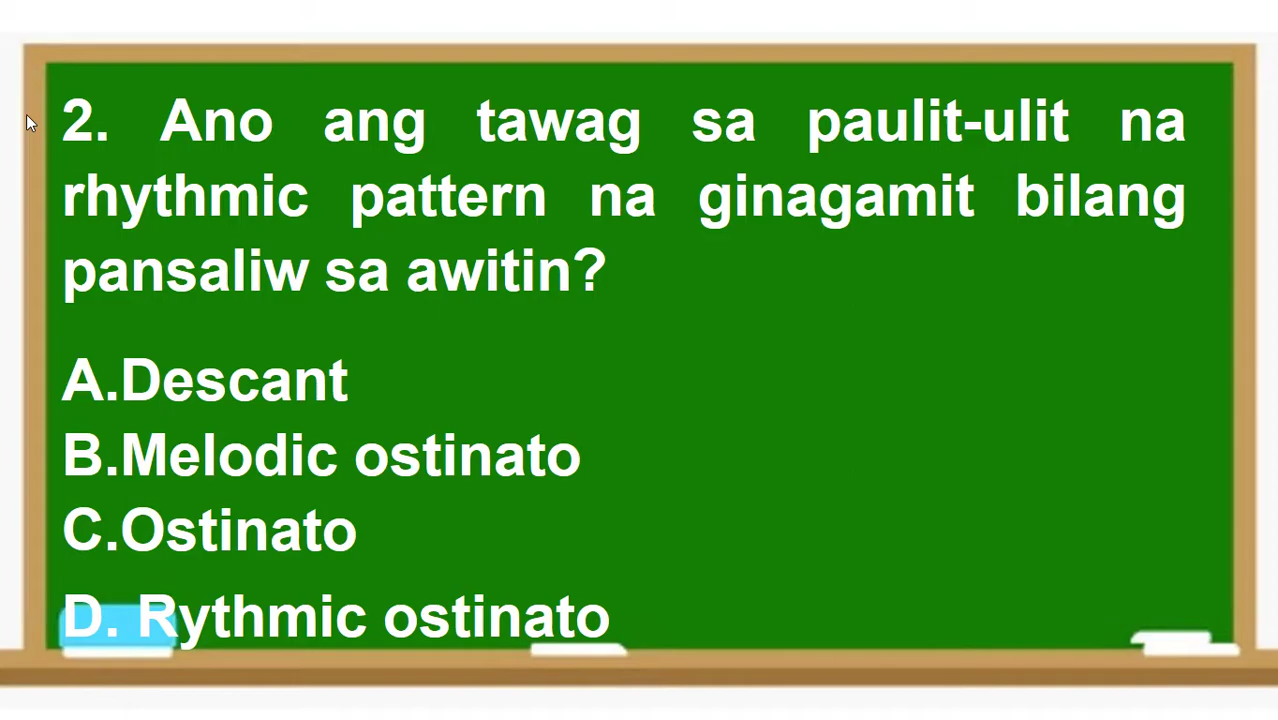 2. Ano ang tawag sa paulit-ulit na
rhythmic pattern na ginagamit bilang
pansaliw sa awitin?
A.Descant
B.Melodic ostinato
C.Ostinato
D. Rythmic ostinato